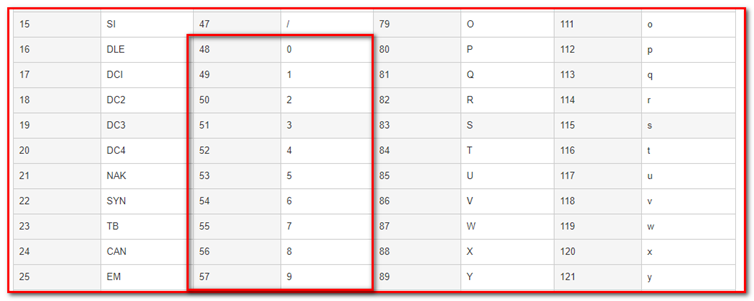 15 SI 47 / 79 O 111 o
16 DLE 48 0 80 P 112 p
17 DCI 49 1 81 Q 113 q
18 DC2 50 2 82 R 114 r
19 DC3 51 3 83 S 115 s
20 DC4 52 4 84 T 116 t
21 NAK 53 5 85 U 117 u
22 SYN 54 6 86 V 118 v
23 TB 55 7 87 W 119 w
24 CAN 56 8 88 X 120 x
25 EM 57 9 89 Y 121 y